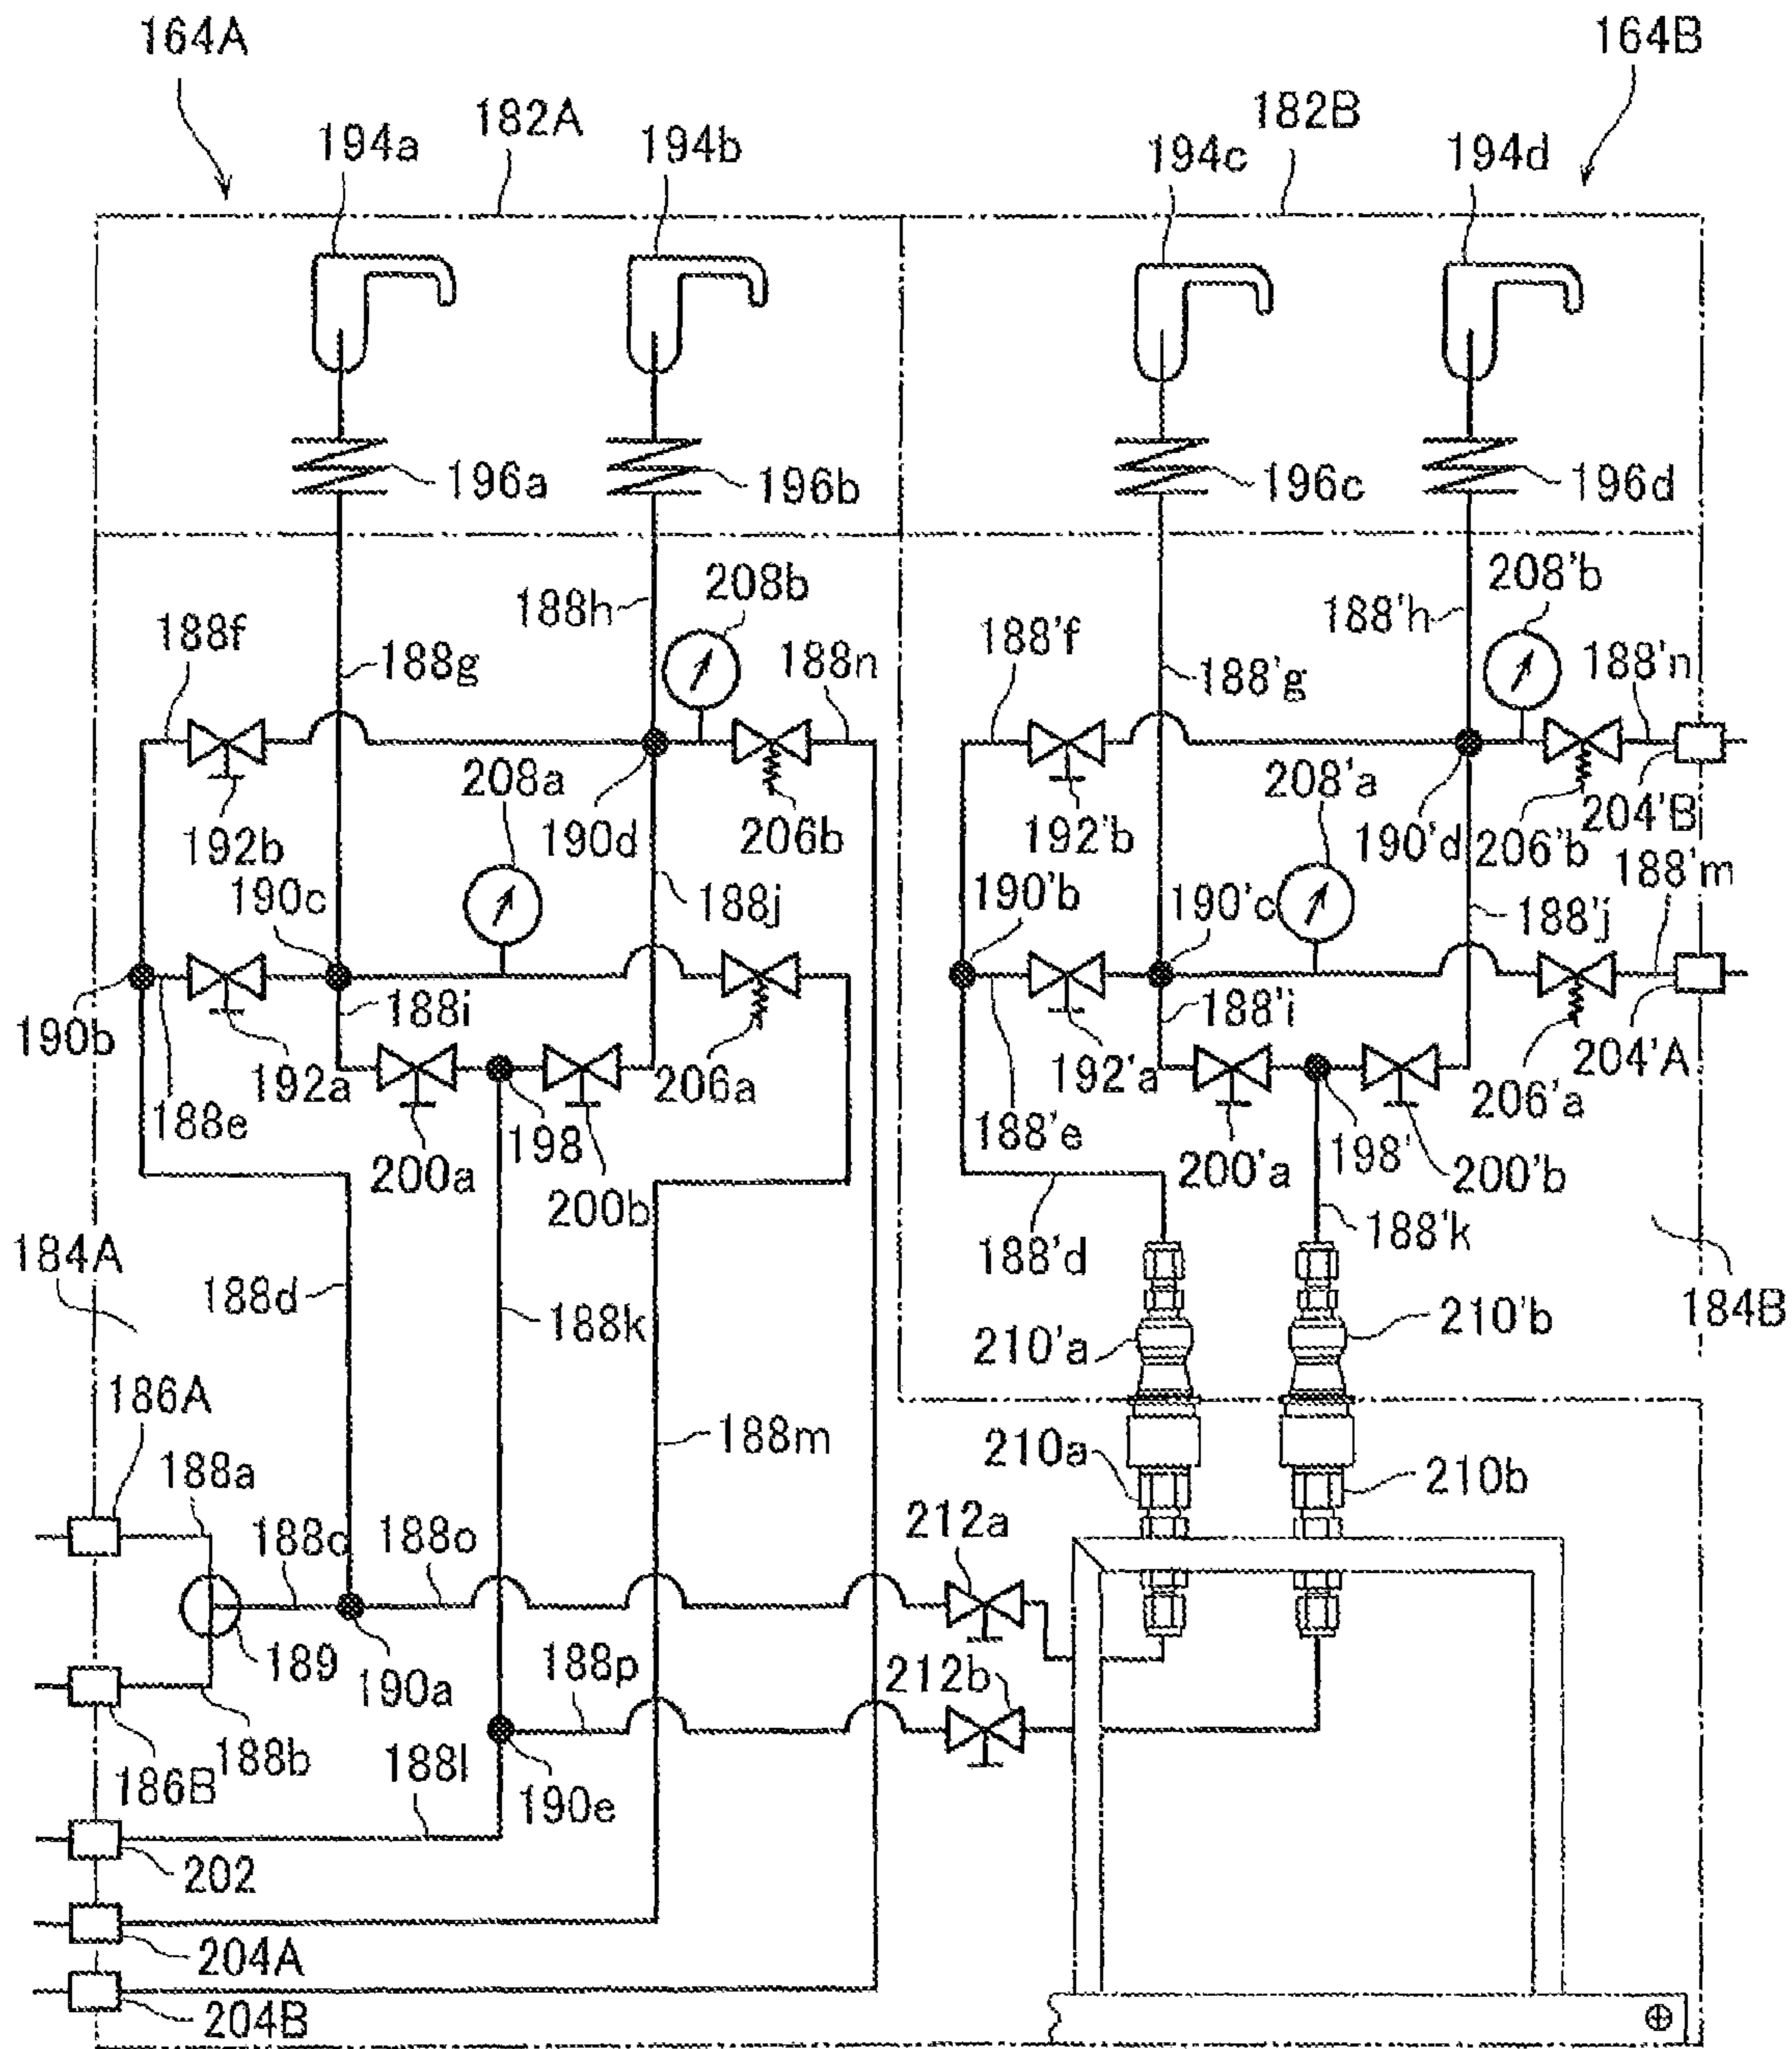 164A
164B
182A
182B
194a
194b
194c
194d
196a
196b
196c
196d
208b
208'b
188h
188'h
188f
188g
188n
188'f
188'g
188'n
208a
208'a
192b
190d
206b
192'b
190'd
206'b
204'B
190c
188j
190'b
190'c
188'j
188'm
190b
188i
188'i
192a
206a
192'a
206'a
204'A
188e
198
188'e
198'
200a
200b
200'a
200'b
184A
188d
188k
188'd
188'k
184B
210'a
210'b
186A
188a
188m
210a
210b
188c
188o
212a
189
190a
188p
212b
186B
188b
188l
190e
202
204A
204B